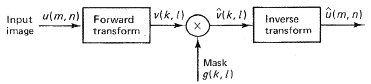 Input image
u(m, n)
Forward transform
v(k, l)
×
v̂(k, l)
Inverse transform
û(m, n)
Mask
g(k, l)